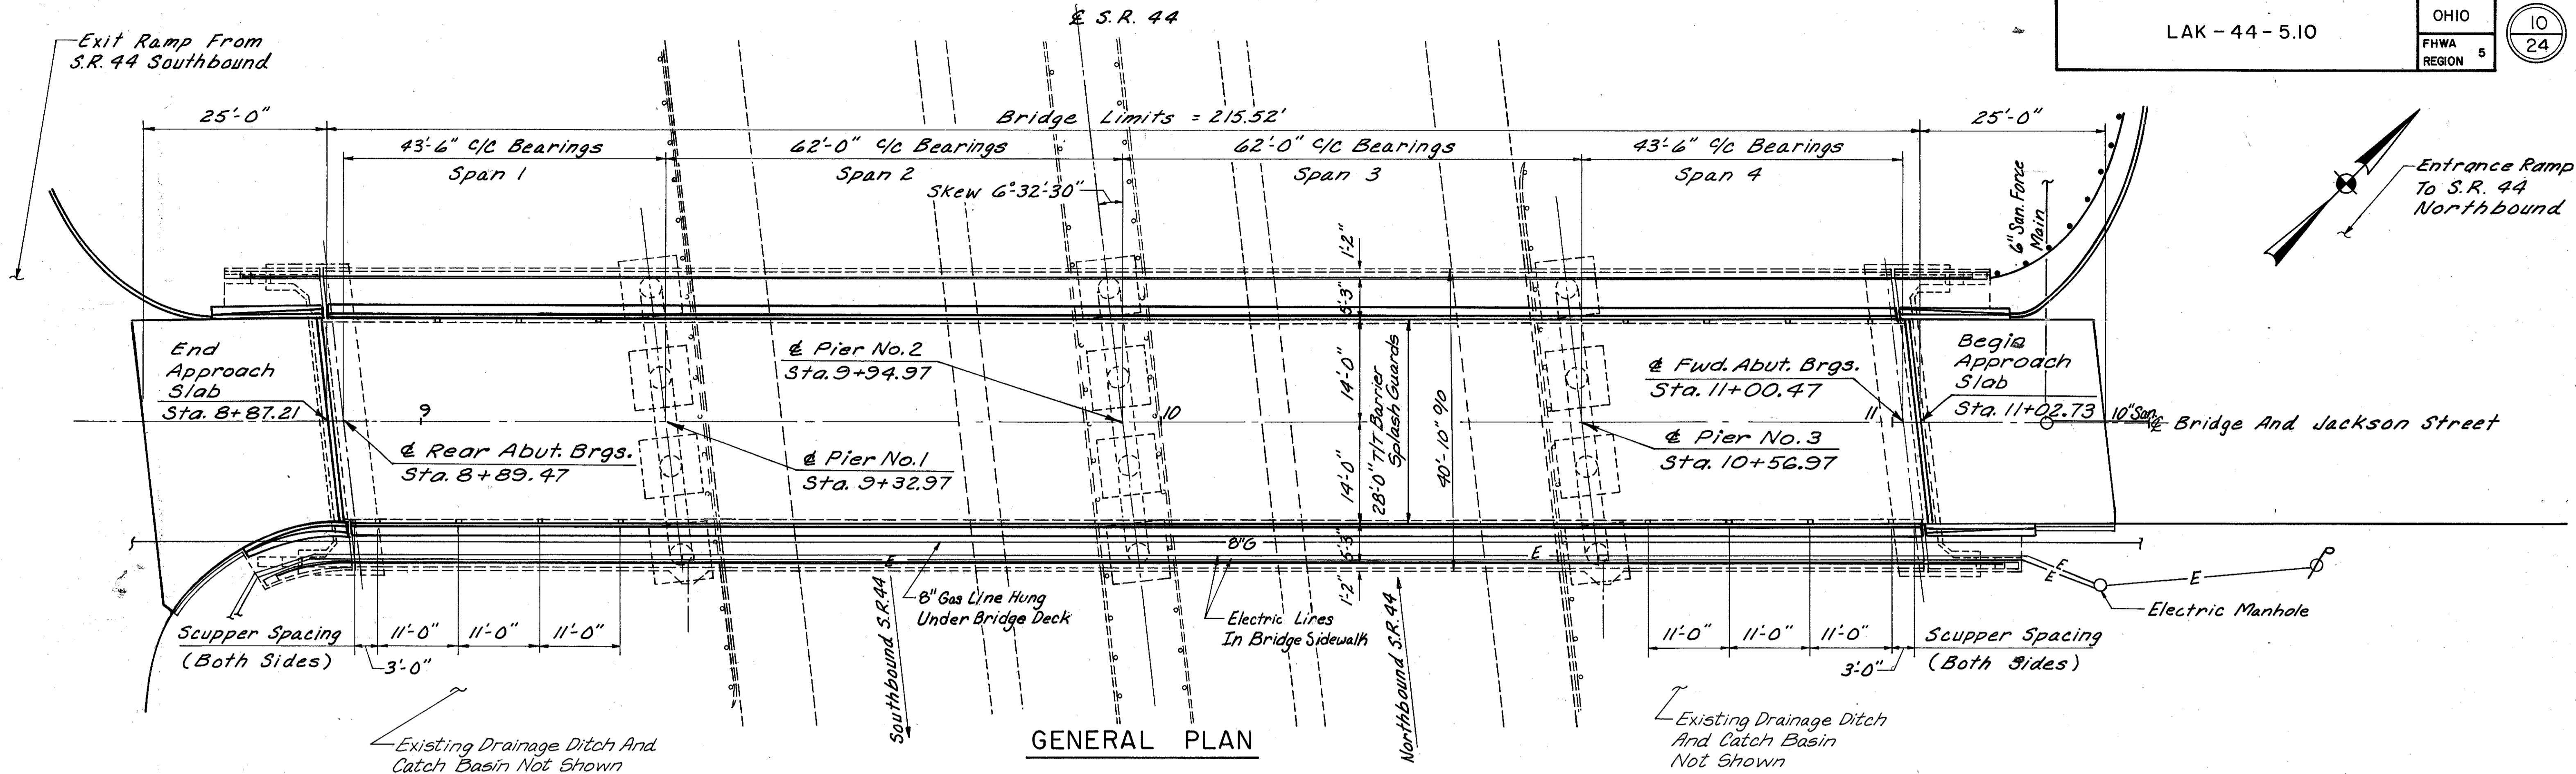 LAK-44-5.10
OHIO
FHWA
REGION 5
10
24
℄ S.R. 44
Exit Ramp From
S.R. 44 Southbound
Entrance Ramp
To S.R. 44
Northbound
25'-0"
Bridge Limits = 215.52'
25'-0"
43'-6" c/c Bearings
Span 1
62'-0" c/c Bearings
Span 2
62'-0" c/c Bearings
Span 3
43'-6" c/c Bearings
Span 4
Skew 6°-32'-30"
6" San. Force
Main
1'-2"
5'-3"
14'-0"
14'-0"
5'-3"
1'-2"
28'-0" T/T Barrier
Splash Guards
40'-10" O/O
End
Approach
Slab
Sta. 8+87.21
9
℄ Rear Abut. Brgs.
Sta. 8+89.47
℄ Pier No.1
Sta. 9+32.97
℄ Pier No.2
Sta. 9+94.97
10
℄ Fwd. Abut. Brgs.
Sta. 11+00.47
℄ Pier No.3
Sta. 10+56.97
11
Begin
Approach
Slab
Sta. 11+02.73
10" San.
℄ Bridge And Jackson Street
8"G
E
E
E
E
E
8" Gas Line Hung
Under Bridge Deck
Electric Lines
In Bridge Sidewalk
Electric Manhole
Southbound S.R. 44
Northbound S.R. 44
Scupper Spacing
(Both Sides)
3'-0"
11'-0"
11'-0"
11'-0"
11'-0"
11'-0"
11'-0"
3'-0"
Scupper Spacing
(Both Sides)
Existing Drainage Ditch And
Catch Basin Not Shown
GENERAL PLAN
Existing Drainage Ditch
And Catch Basin
Not Shown